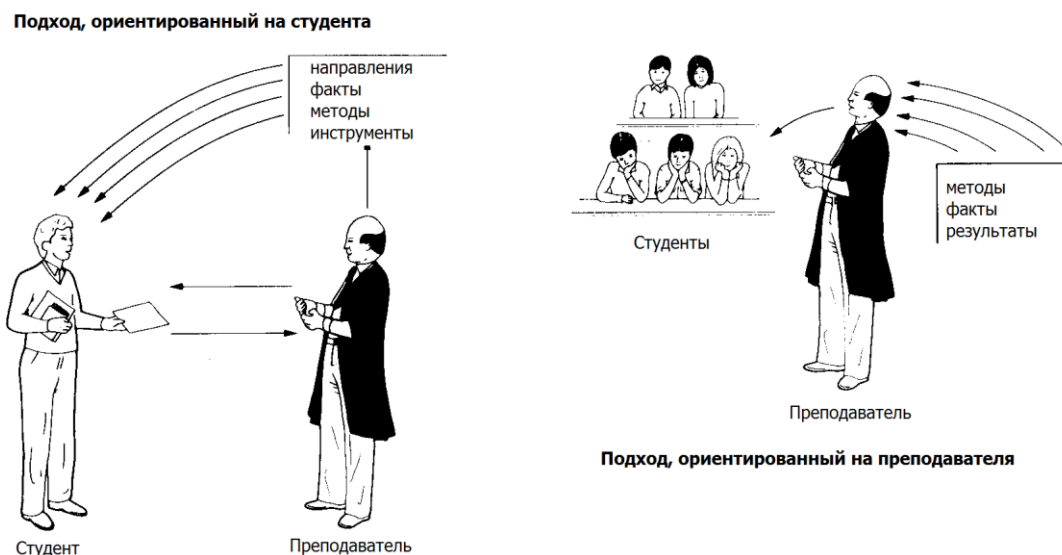 Подход, ориентированный на студента
направления
факты
методы
инструменты
Студент
Преподаватель
Студенты
методы
факты
результаты
Преподаватель
Подход, ориентированный на преподавателя